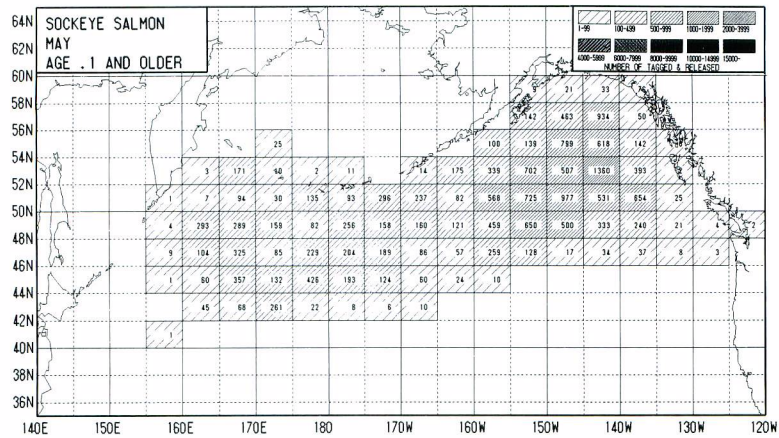 64N
SOCKEYE SALMON
MAY
AGE .1 AND OLDER
62N
1-99 100-499 500-999 1000-1999 2000-3999
4000-5999 6000-7999 8000-9999 10000-14999 15000-
NUMBER OF TAGGED & RELEASED
60N
9 21 33
58N
142 463 934 50
56N
25 100 139 799 618 142
54N
3 171 2 11 14 175 339 702 507 1360 393 2
52N
1 7 94 30 135 93 296 237 82 568 725 977 531 654 25
50N
4 293 289 159 82 256 158 160 121 459 650 500 333 240 21 4
48N
9 104 325 85 229 204 189 86 57 259 128 17 34 37 8 3
46N
1 60 357 132 426 193 124 60 24 10
44N
45 68 261 22 8 6 10
42N
1
40N
38N
36N
140E 150E 160E 170E 180 170W 160W 150W 140W 130W 120W